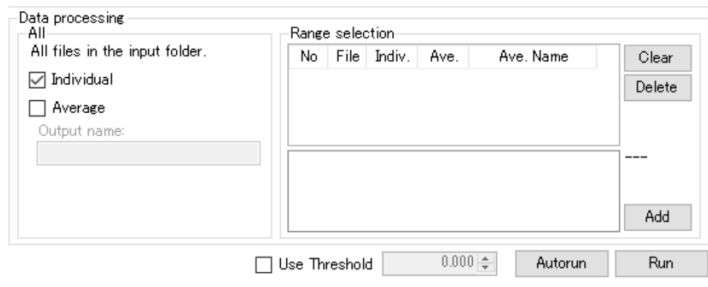 Data processing
All
All files in the input folder.
Individual
Average
Output name:
Range selection
No File Indiv. Ave. Ave. Name
Clear
Delete
---
Add
Use Threshold 0.000 Autorun Run